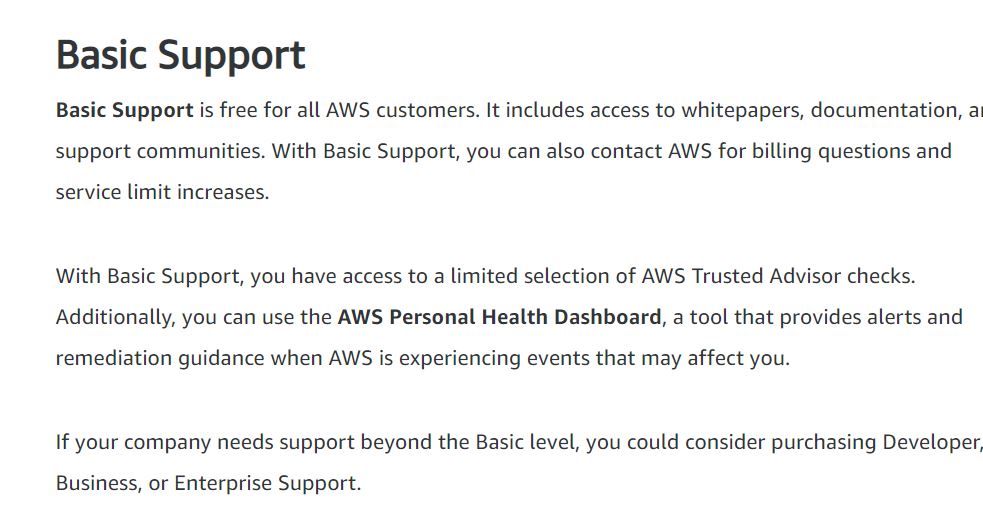 Basic Support
Basic Support is free for all AWS customers. It includes access to whitepapers, documentation,
support communities. With Basic Support, you can also contact AWS for billing questions and
service limit increases.
With Basic Support, you have access to a limited selection of AWS Trusted Advisor checks.
Additionally, you can use the AWS Personal Health Dashboard, a tool that provides alerts and
remediation guidance when AWS is experiencing events that may affect you.
If your company needs support beyond the Basic level, you could consider purchasing Developer,
Business, or Enterprise Support.